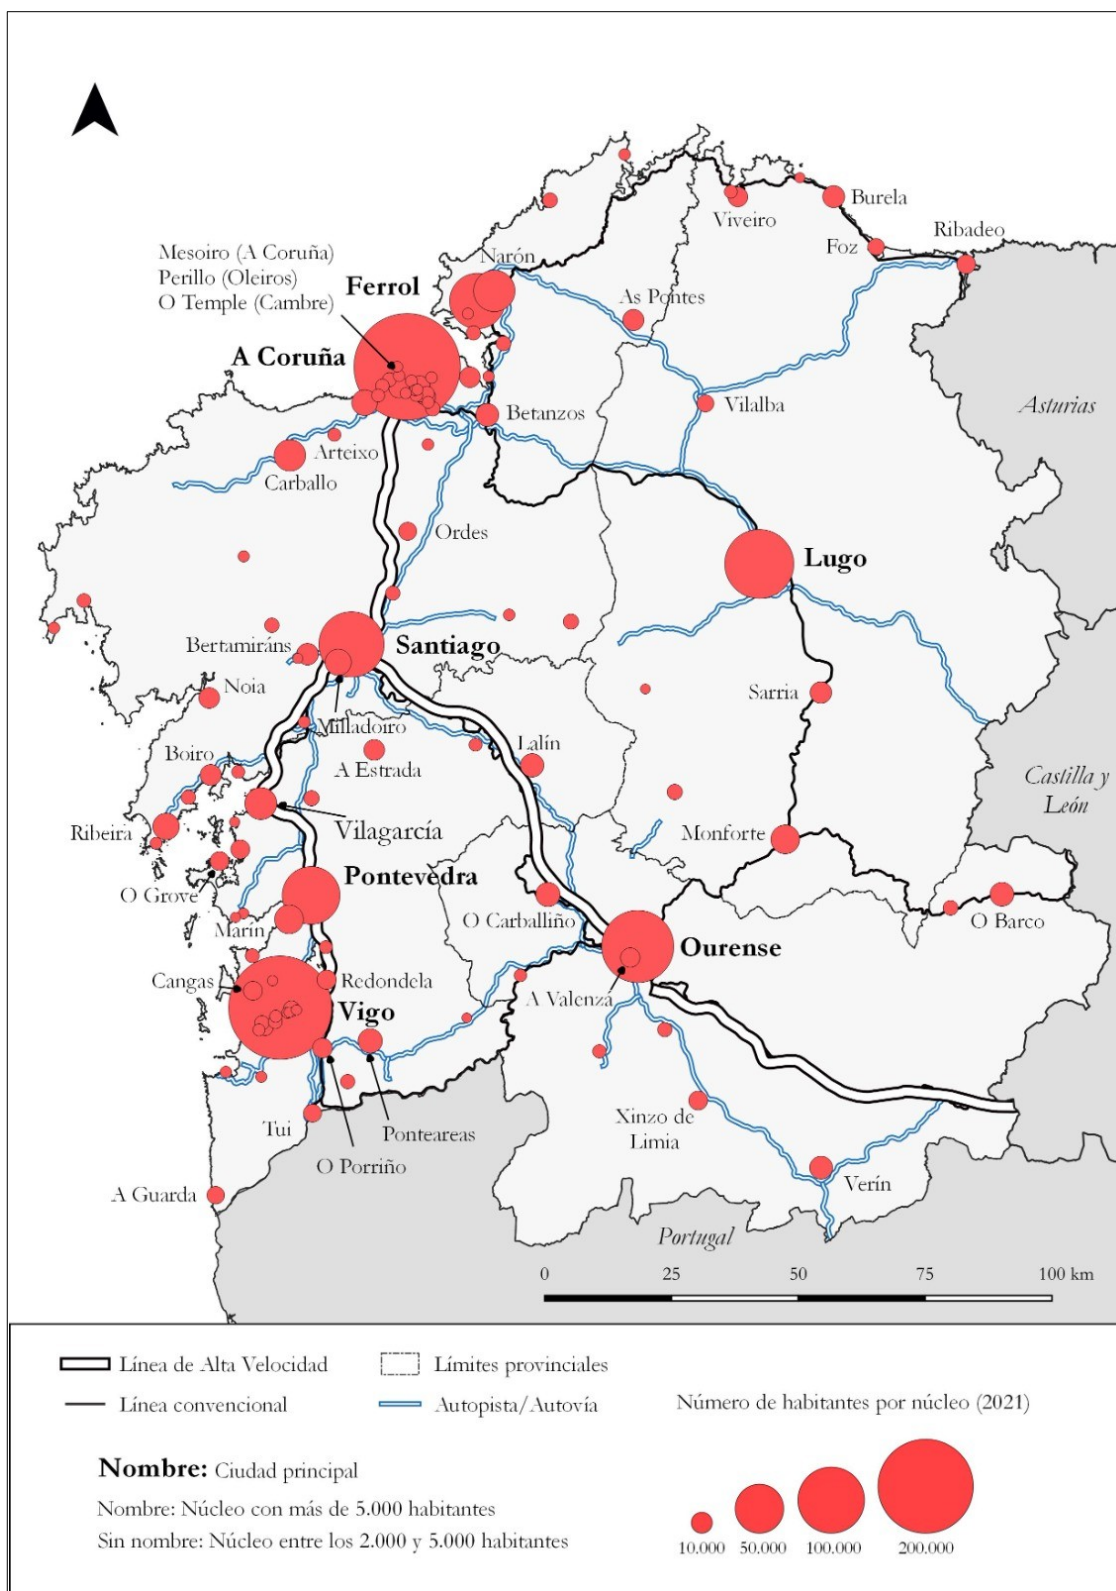 Viveiro
Burela
Foz
Ribadeo
Mesoiro (A Coruña)
Perillo (Oleiros)
O Temple (Cambre)
Narón
Ferrol
As Pontes
A Coruña
Betanzos
Vilalba
Asturias
Arteixo
Carballo
Ordes
Lugo
Bertamiráns
Santiago
Noia
Milladoiro
Sarria
Boiro
A Estrada
Lalín
Castilla y
León
Ribeira
Vilagarcía
Monforte
O Grove
Pontevedra
O Carballiño
O Barco
Marín
Ourense
Cangas
Redondela
A Valenzá
Vigo
Tui
Ponteareas
Xinzo de
Limia
O Porriño
Verín
A Guarda
Portugal
0 25 50 75 100 km
Línea de Alta Velocidad
Límites provinciales
Línea convencional
Autopista/Autovía
Número de habitantes por núcleo (2021)
Nombre: Ciudad principal
Nombre: Núcleo con más de 5.000 habitantes
Sin nombre: Núcleo entre los 2.000 y 5.000 habitantes
10.000 50.000 100.000 200.000